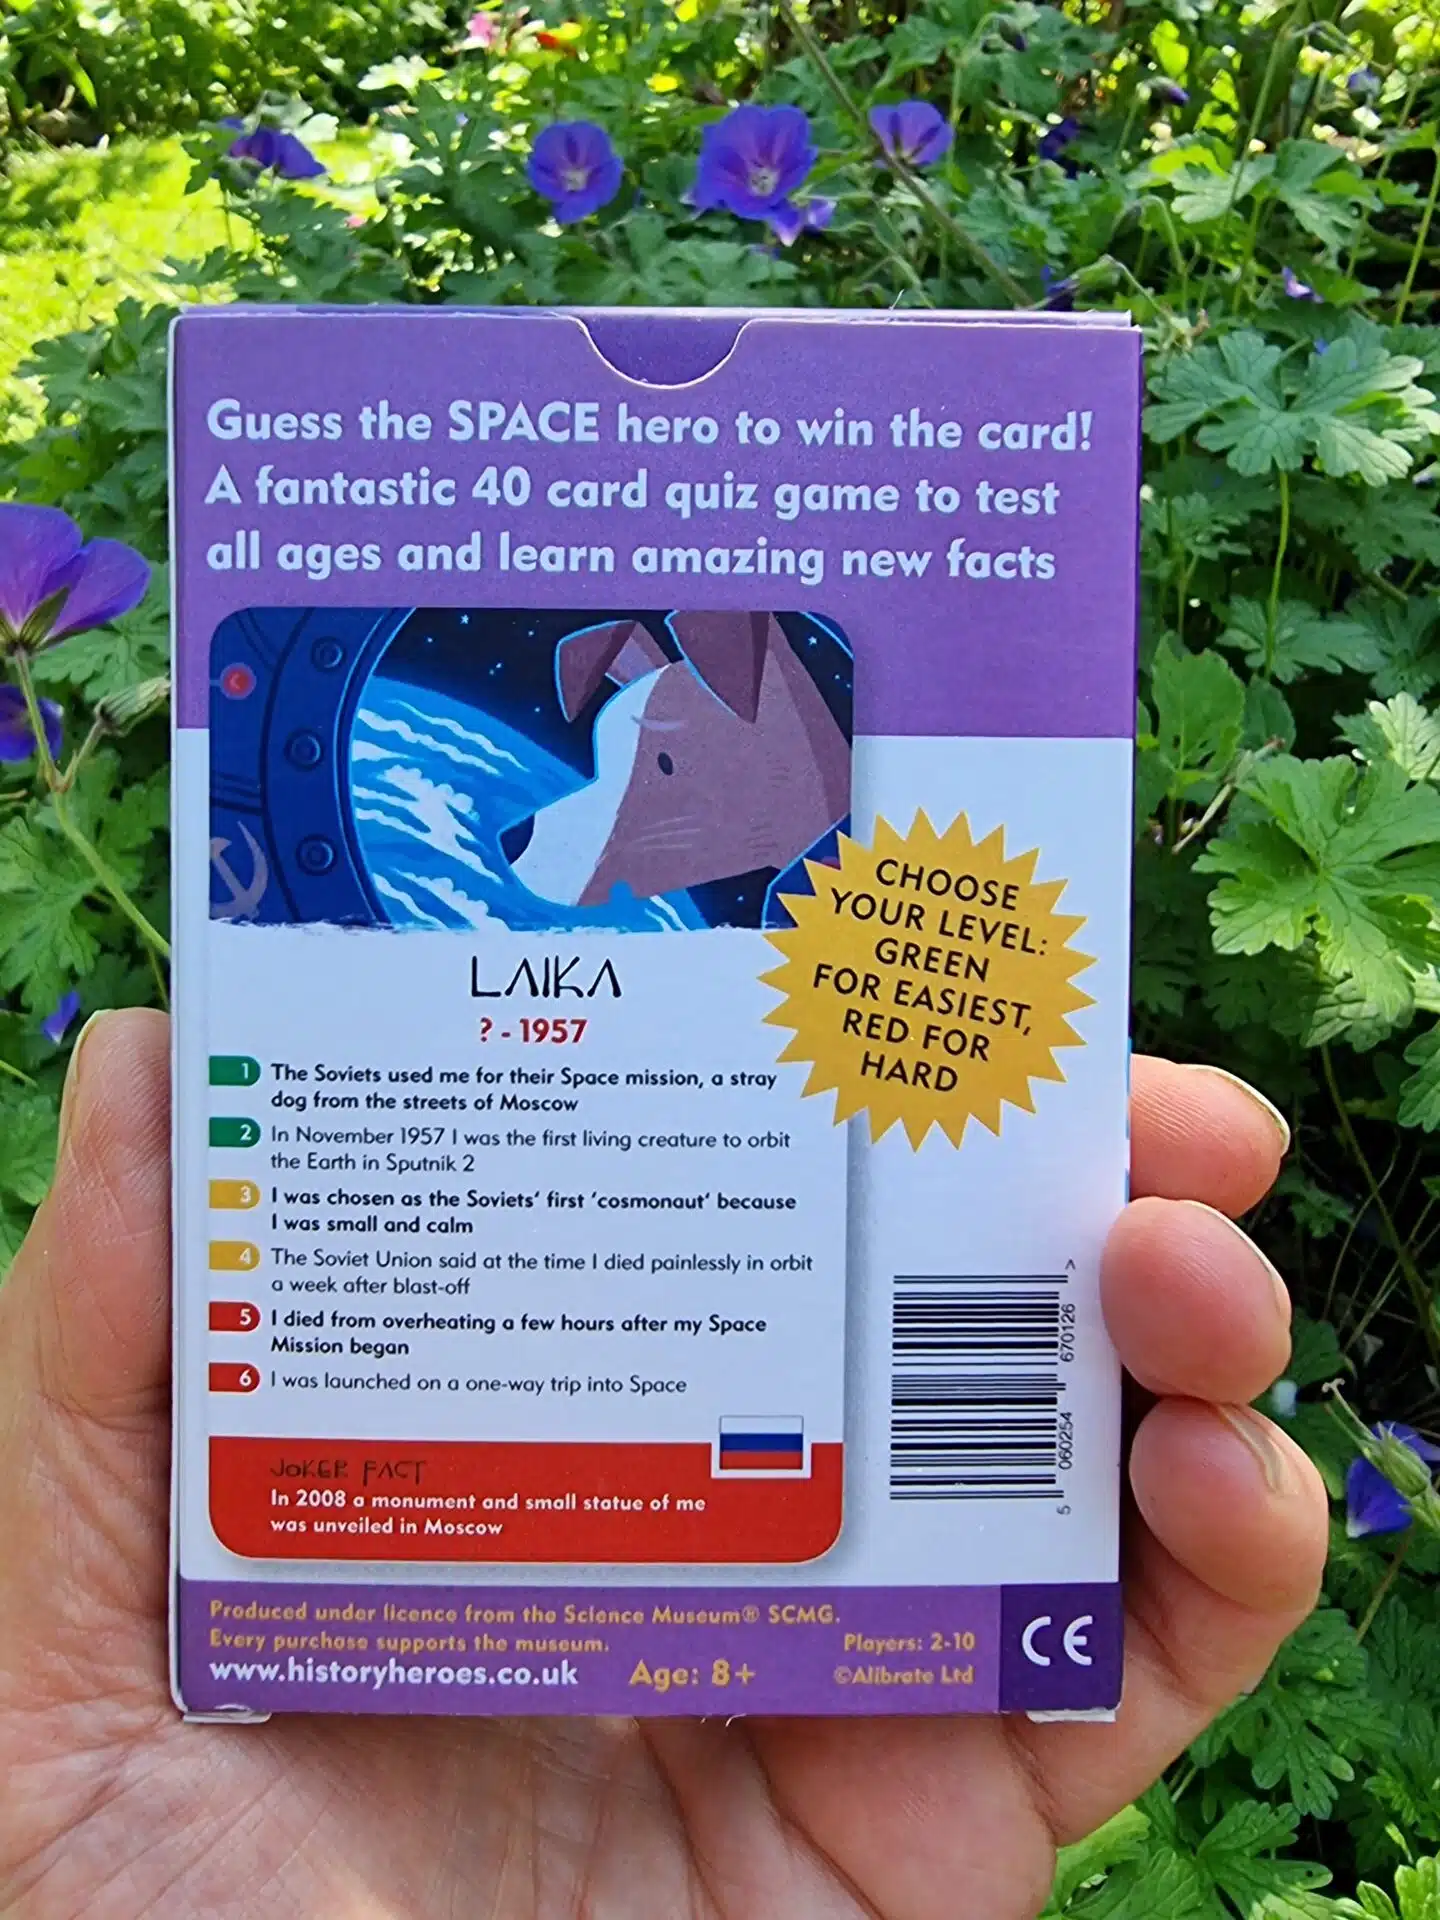 Guess the SPACE hero to win the card!
A fantastic 40 card quiz game to test
all ages and learn amazing new facts
LAIKA
? - 1957
1 The Soviets used me for their Space mission, a stray
dog from the streets of Moscow
2 In November 1957 I was the first living creature to orbit
the Earth in Sputnik 2
3 I was chosen as the Soviets' first 'cosmonaut' because
I was small and calm
4 The Soviet Union said at the time I died painlessly in orbit
a week after blast-off
5 I died from overheating a few hours after my Space
Mission began
6 I was launched on a one-way trip into Space
JOKER FACT
In 2008 a monument and small statue of me
was unveiled in Moscow
CHOOSE
YOUR LEVEL:
GREEN
FOR EASIEST,
RED FOR
HARD
5 060254 670126 >
Produced under licence from the Science Museum® SCMG.
Every purchase supports the museum.
www.historyheroes.co.uk
Age: 8+
Players: 2-10
©Alibrate Ltd
CE